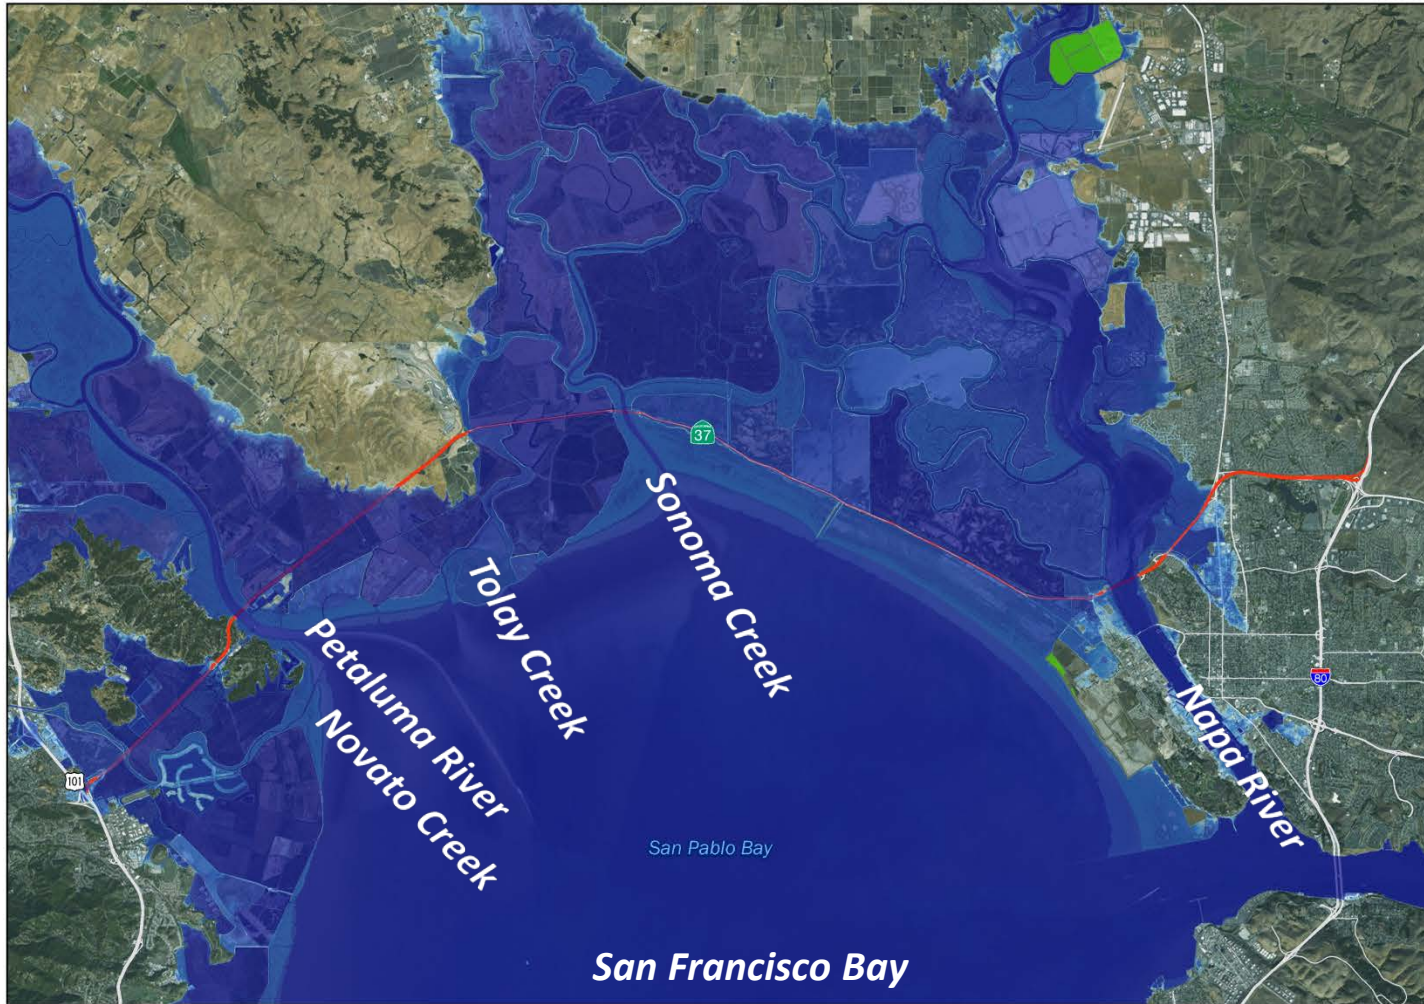 37
Sonoma Creek
Tolay Creek
Petaluma River
Novato Creek
Napa River
80
101
San Pablo Bay
San Francisco Bay